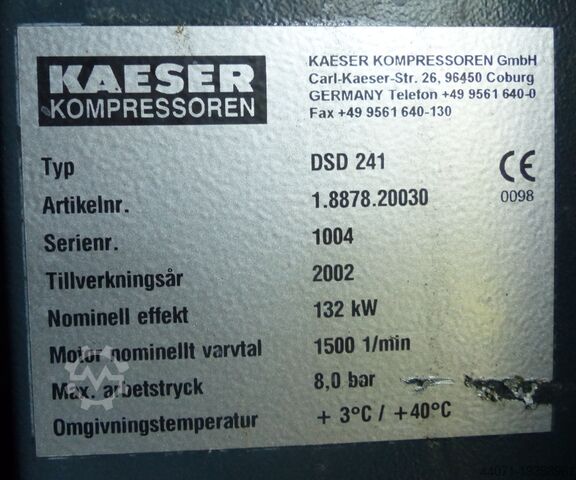 KAESER
KOMPRESSOREN
KAESER KOMPRESSOREN GmbH
Carl-Kaeser-Str. 26, 96450 Coburg
GERMANY Telefon +49 9561 640-0
Fax +49 9561 640-130
Typ DSD 241
Artikelnr. 1.8878.20030
Serienr. 1004
Tillverkningsår 2002
Nominell effekt 132 kW
Motor nominellt varvtal 1500 1/min
Max. arbetstryck 8,0 bar
Omgivningstemperatur + 3°C / +40°C
CE
0098